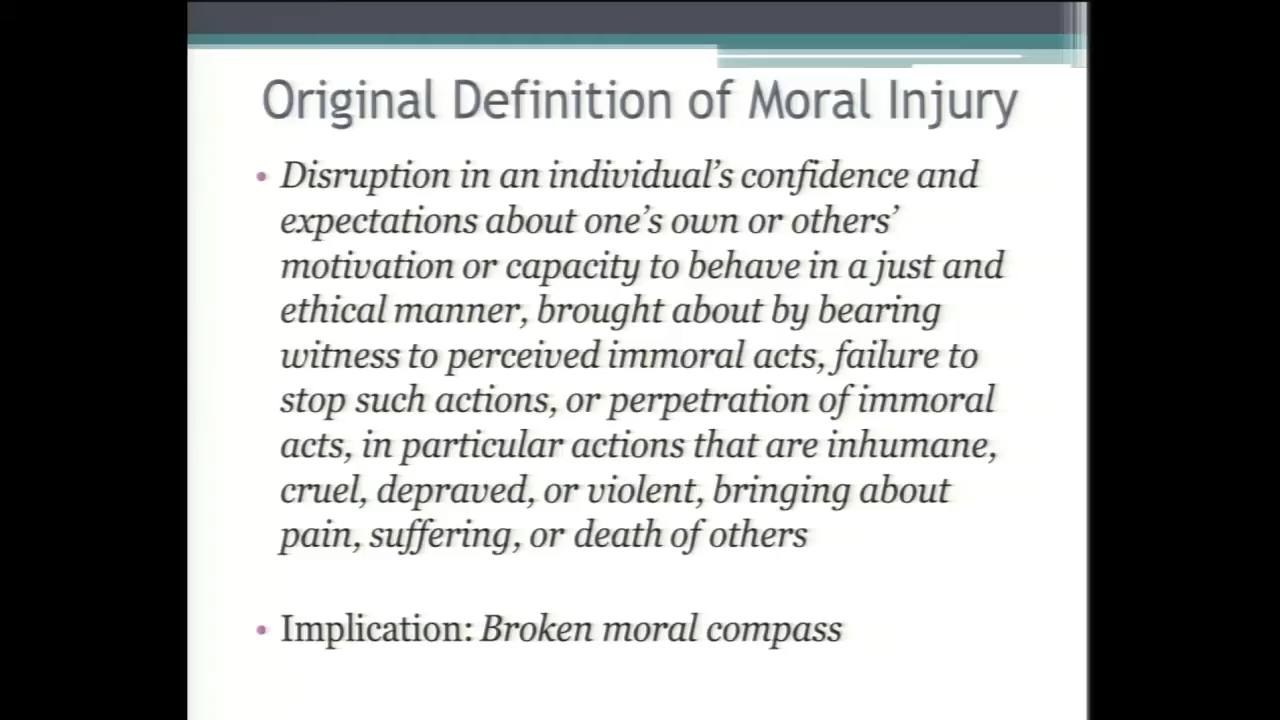 Original Definition of Moral Injury
• Disruption in an individual’s confidence and
expectations about one’s own or others’
motivation or capacity to behave in a just and
ethical manner, brought about by bearing
witness to perceived immoral acts, failure to
stop such actions, or perpetration of immoral
acts, in particular actions that are inhumane,
cruel, depraved, or violent, bringing about
pain, suffering, or death of others
• Implication: Broken moral compass